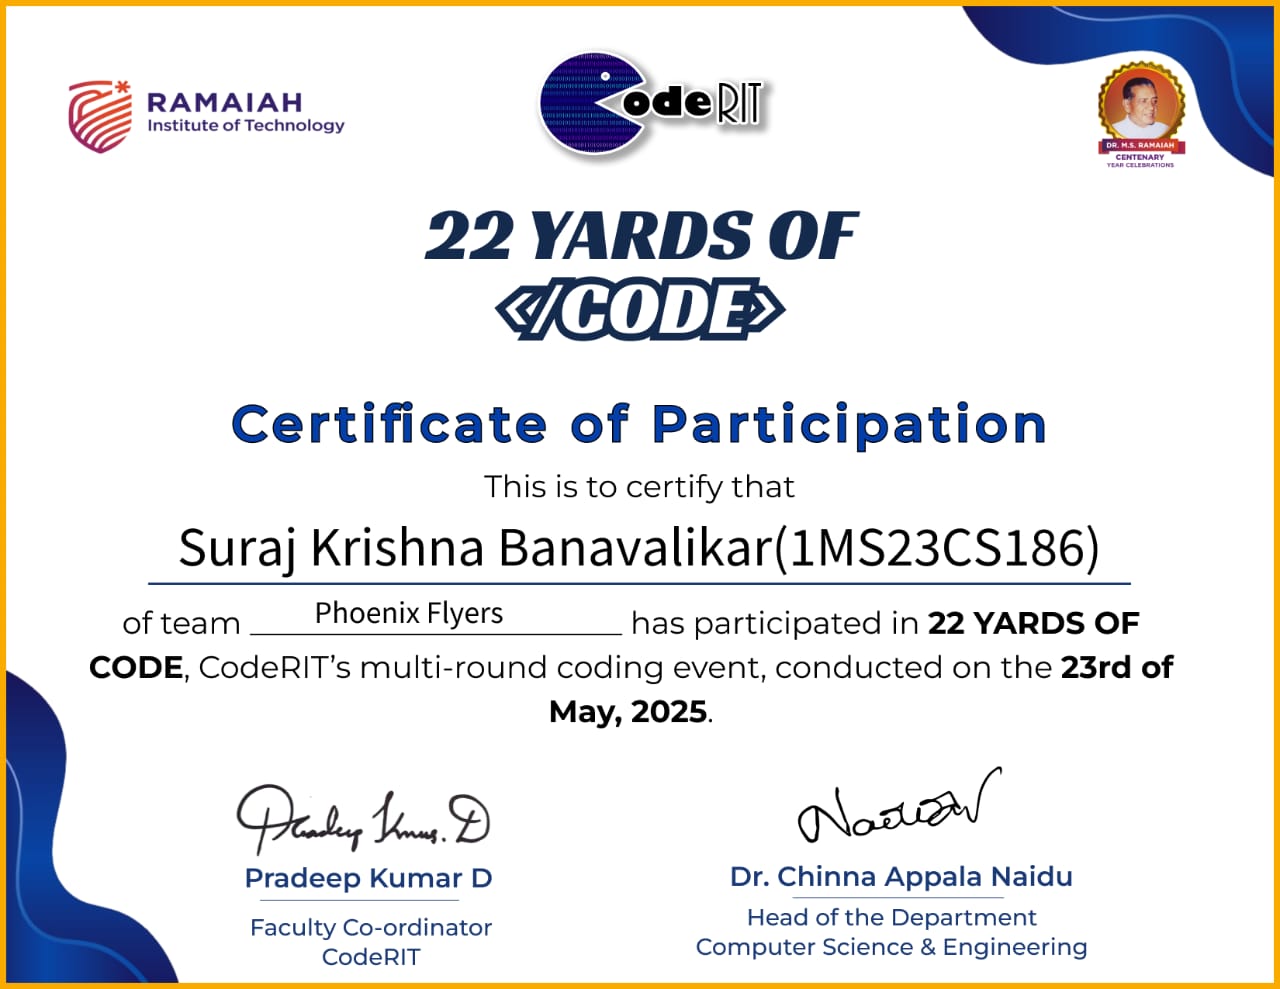 RAMAIAH
Institute of Technology
odeRIT
DR. M.S. RAMAIAH
CENTENARY
YEAR CELEBRATIONS
22 YARDS OF
</CODE>
Certificate of Participation
This is to certify that
Suraj Krishna Banavalikar(1MS23CS186)
of team Phoenix Flyers has participated in 22 YARDS OF
CODE, CodeRIT’s multi-round coding event, conducted on the 23rd of
May, 2025.
Pradeep Kumar D
Pradeep Kumar D
Faculty Co-ordinator
CodeRIT
Dr. Chinna Appala Naidu
Head of the Department
Computer Science & Engineering